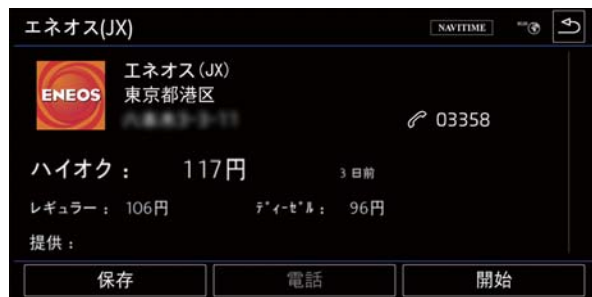 エネオス(JX) NAVITIME
ENEOS
エネオス(JX)
東京都港区
03358
ハイオク： 117円 3日前
レギュラー： 106円 ﾃﾞｨｰｾﾞﾙ： 96円
提供：
保存 電話 開始